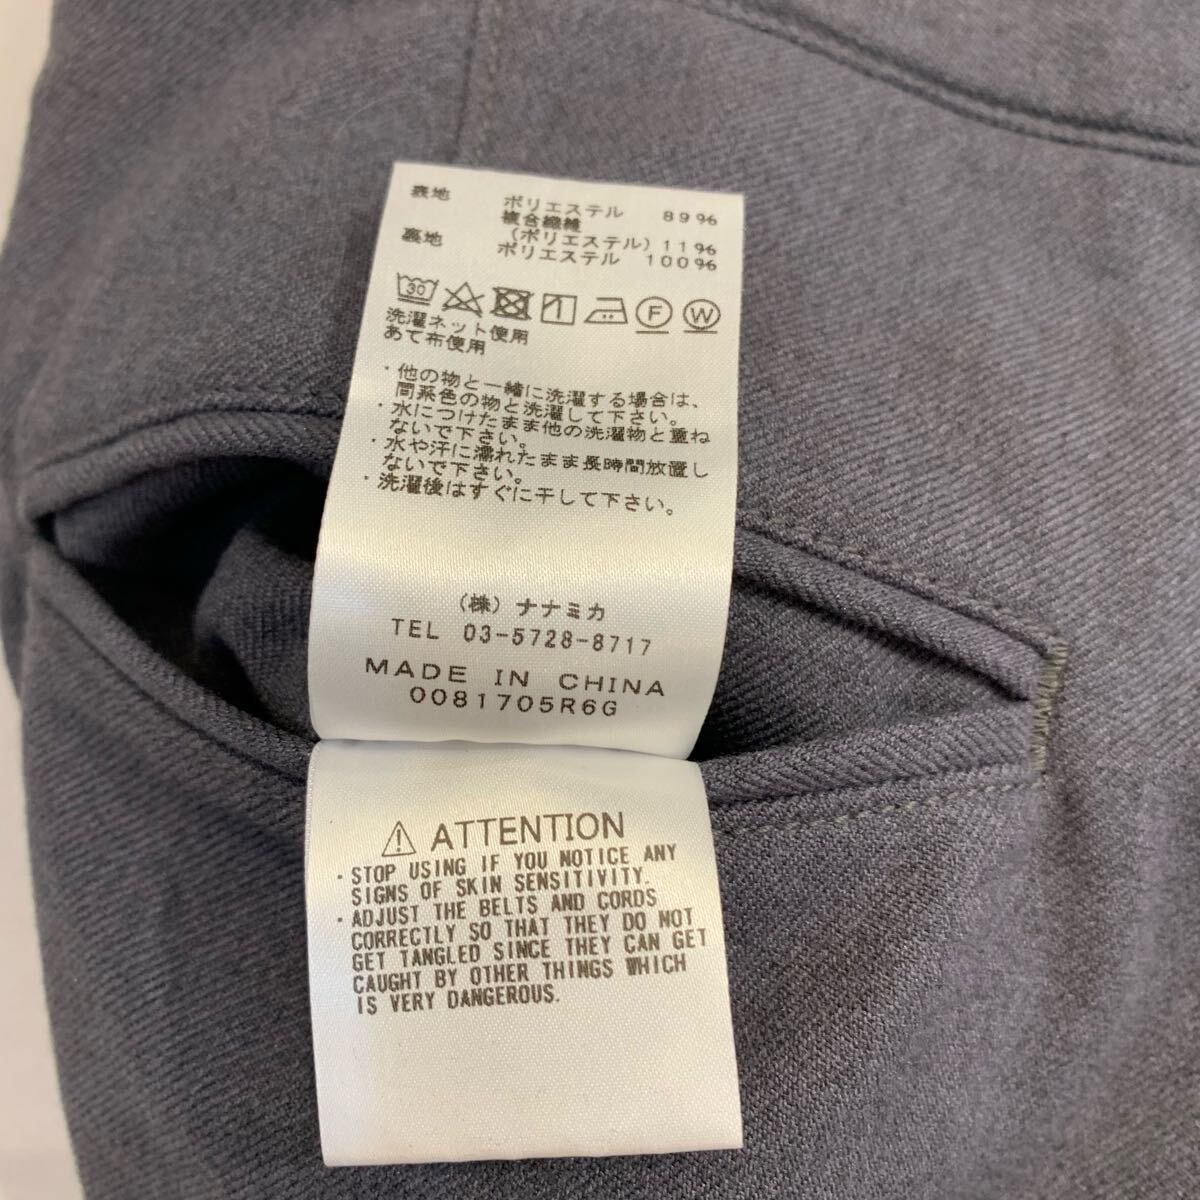 表地 ポリエステル 89%
複合繊維
(ポリエステル) 11%
裏地 ポリエステル 100%
30 F W
洗濯ネット使用
あて布使用
・他の物と一緒に洗濯する場合は、
同系色の物と洗濯して下さい。
・水につけたまま他の洗濯物と重ね
ないで下さい。
・水や汗に濡れたまま長時間放置し
ないで下さい。
・洗濯後はすぐに干して下さい。
(株) ナナミカ
TEL 03-5728-8717
MADE IN CHINA
0081705R6G
⚠ ATTENTION
・STOP USING IF YOU NOTICE ANY
SIGNS OF SKIN SENSITIVITY.
・ADJUST THE BELTS AND CORDS
CORRECTLY SO THAT THEY DO NOT
GET TANGLED SINCE THEY CAN GET
CAUGHT BY OTHER THINGS WHICH
IS VERY DANGEROUS.